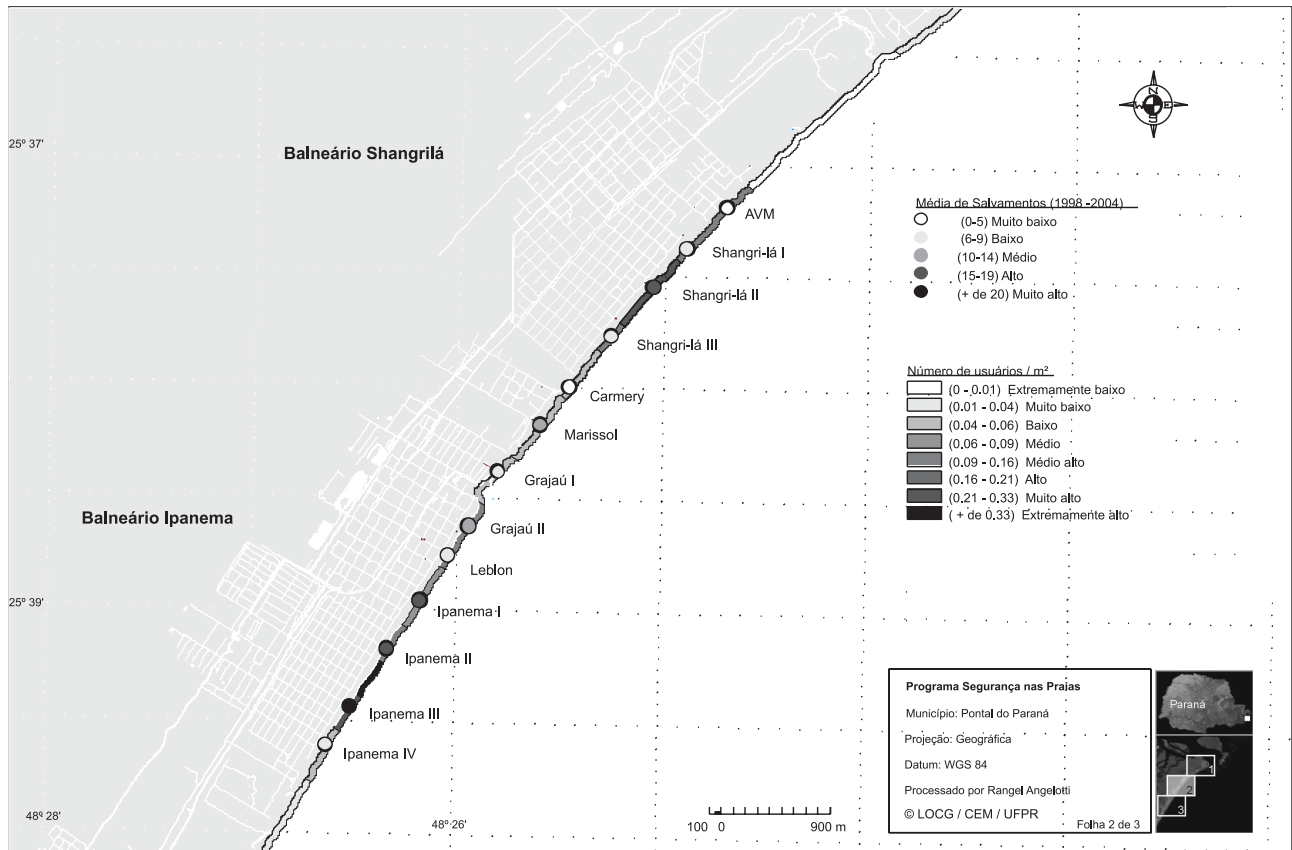 25º 37'
Balneário Shangrilá
AVM
Shangri-lá I
Shangri-lá II
Shangri-lá III
Carmery
Marissol
Grajaú I
Grajaú II
Leblon
Ipanema I
Ipanema II
Ipanema III
Ipanema IV
Balneário Ipanema
25º 39'
48º 28'
48º 26'
N
E
S
W
Média de Salvamentos (1998 -2004)
(0-5) Muito baixo
(6-9) Baixo
(10-14) Médio
(15-19) Alto
(+ de 20) Muito alto
Número de usuários / m²
(0 - 0.01) Extremamente baixo
(0.01 - 0.04) Muito baixo
(0.04 - 0.06) Baixo
(0.06 - 0.09) Médio
(0.09 - 0.16) Médio alto
(0.16 - 0.21) Alto
(0.21 - 0.33) Muito alto
( + de 0.33) Extremamente alto
100 0 900 m
Programa Segurança nas Praias
Município: Pontal do Paraná
Projeção: Geográfica
Datum: WGS 84
Processado por Rangel Angelotti
© LOCG / CEM / UFPR
Folha 2 de 3
Paraná
1
2
3